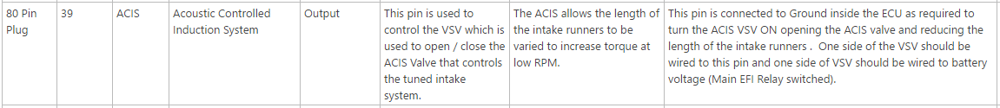 80 Pin
Plug
39
ACIS
Acoustic Controlled
Induction System
Output
This pin is used to
control the VSV which is
used to open / close the
ACIS Valve that controls
the tuned intake
system.
The ACIS allows the length of
the intake runners to be
varied to increase torque at
low RPM.
This pin is connected to Ground inside the ECU as required to
turn the ACIS VSV ON opening the ACIS valve and reducing the
length of the intake runners .  One side of the VSV should be
wired to this pin and one side of VSV should be wired to battery
voltage (Main EFI Relay switched).